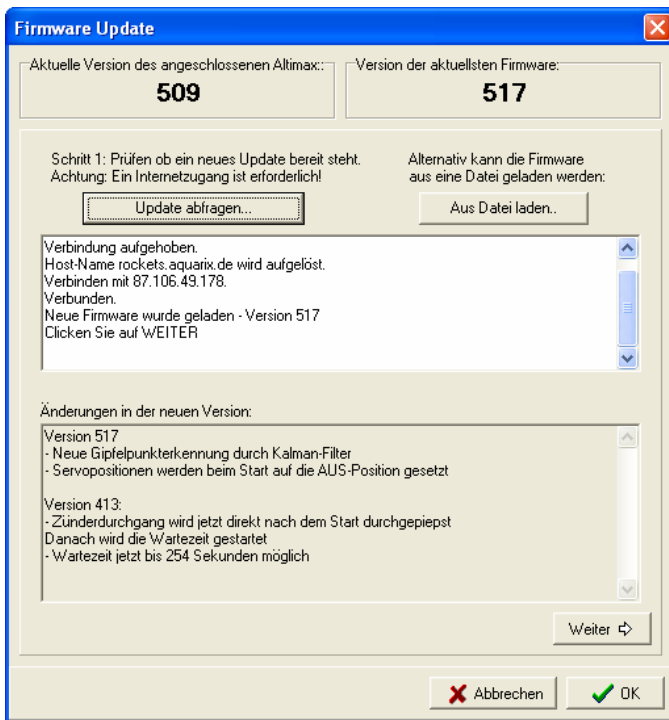 Firmware Update
Aktuelle Version des angeschlossenen Altimax::
509
Version der aktuellsten Firmware:
517
Schritt 1: Prüfen ob ein neues Update bereit steht.
Achtung: Ein Internetzugang ist erforderlich!
Update abfragen...
Alternativ kann die Firmware
aus eine Datei geladen werden:
Aus Datei laden..
Verbindung aufgehoben.
Host-Name rockets.aquarix.de wird aufgelöst.
Verbinden mit 87.106.49.178.
Verbunden.
Neue Firmware wurde geladen - Version 517
Clicken Sie auf WEITER
Änderungen in der neuen Version:
Version 517
- Neue Gipfelpunkterkennung durch Kalman-Filter
- Servopositionen werden beim Start auf die AUS-Position gesetzt
Version 413:
- Zünderdurchgang wird jetzt direkt nach dem Start durchgepiepst
Danach wird die Wartezeit gestartet
- Wartezeit jetzt bis 254 Sekunden möglich
Weiter
Abbrechen
OK